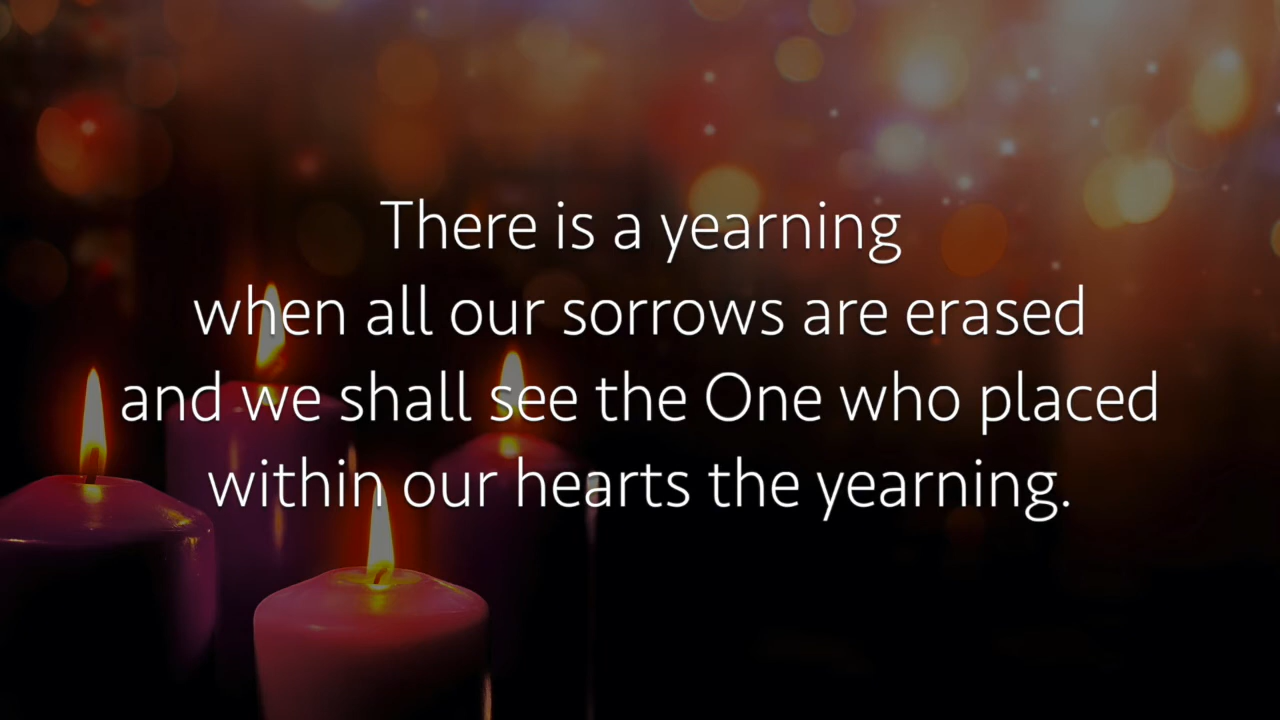 There is a yearning
when all our sorrows are erased
and we shall see the One who placed
within our hearts the yearning.